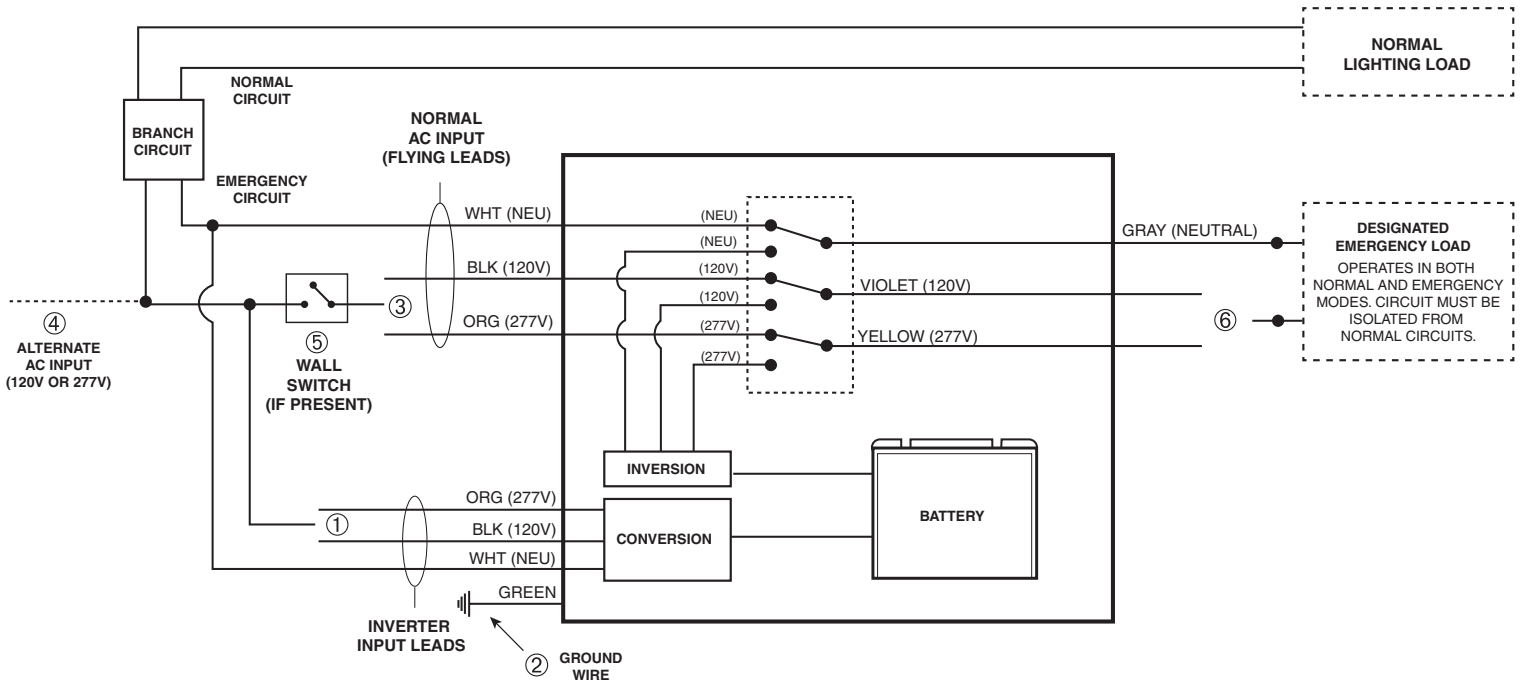 NORMAL
LIGHTING LOAD
NORMAL
CIRCUIT
BRANCH
CIRCUIT
NORMAL
AC INPUT
(FLYING LEADS)
EMERGENCY
CIRCUIT
WHT (NEU)
(NEU)
(NEU)
BLK (120V)
(120V)
(120V)
ORG (277V)
(277V)
(277V)
GRAY (NEUTRAL)
VIOLET (120V)
YELLOW (277V)
DESIGNATED
EMERGENCY LOAD
OPERATES IN BOTH
NORMAL AND EMERGENCY
MODES. CIRCUIT MUST BE
ISOLATED FROM
NORMAL CIRCUITS.
③
⑥
④
ALTERNATE
AC INPUT
(120V OR 277V)
⑤
WALL
SWITCH
(IF PRESENT)
INVERSION
CONVERSION
BATTERY
①
ORG (277V)
BLK (120V)
WHT (NEU)
GREEN
INVERTER
INPUT LEADS
②
GROUND
WIRE